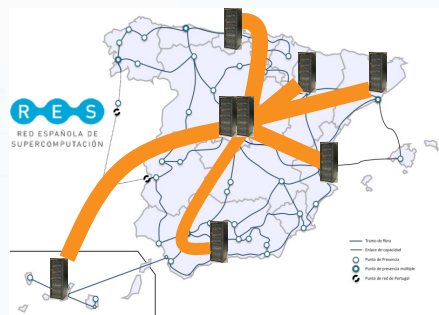 RES
RED ESPAÑOLA DE
SUPERCOMPUTACIÓN
Tramo de fibra
Enlace de capacidad
Punto de Presencia
Punto de presencia múltiple
Punto de red de Portugal